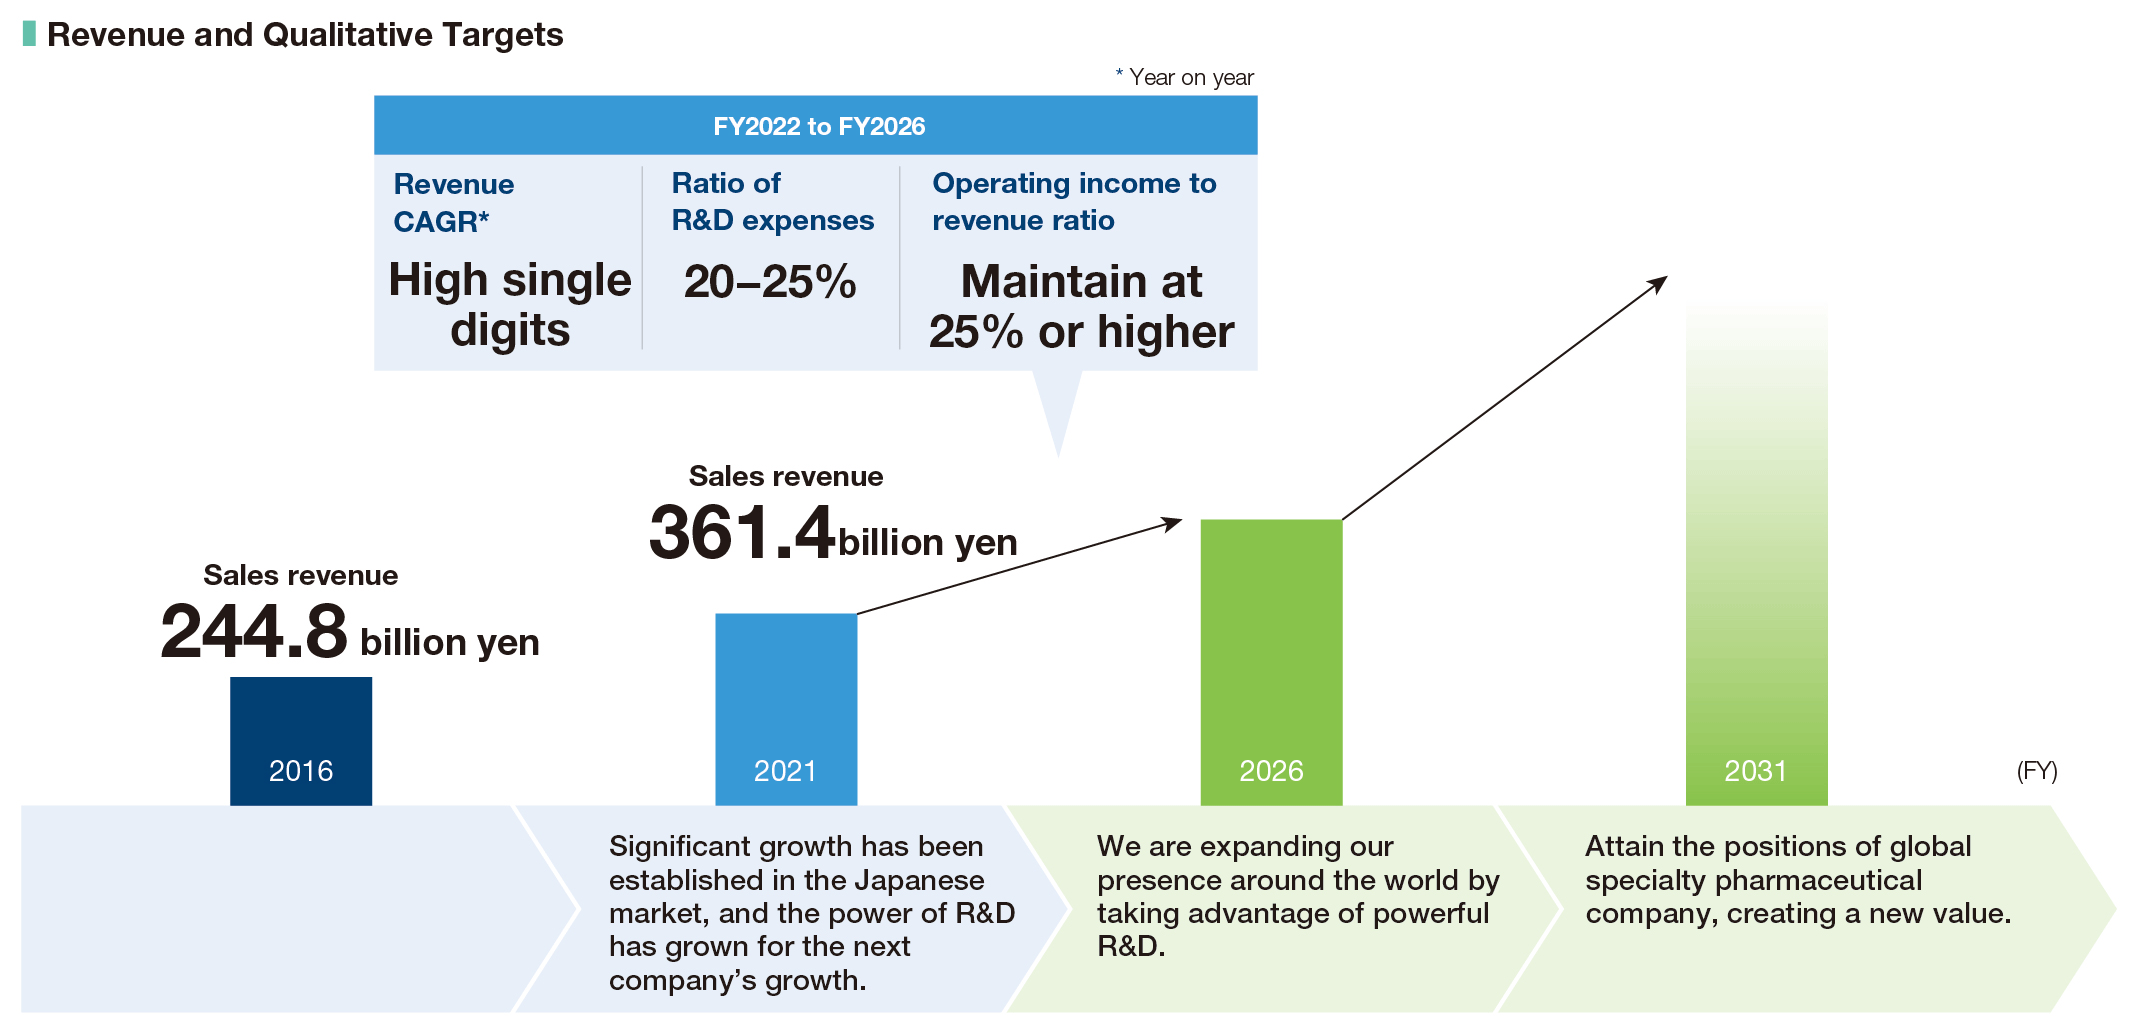 Revenue and Qualitative Targets
* Year on year
FY2022 to FY2026
Revenue
CAGR*
High single
digits
Ratio of
R&D expenses
20–25%
Operating income to
revenue ratio
Maintain at
25% or higher
Sales revenue
244.8 billion yen
Sales revenue
361.4 billion yen
2016
2021
2026
2031
(FY)
Significant growth has been
established in the Japanese
market, and the power of R&D
has grown for the next
company’s growth.
We are expanding our
presence around the world by
taking advantage of powerful
R&D.
Attain the positions of global
specialty pharmaceutical
company, creating a new value.